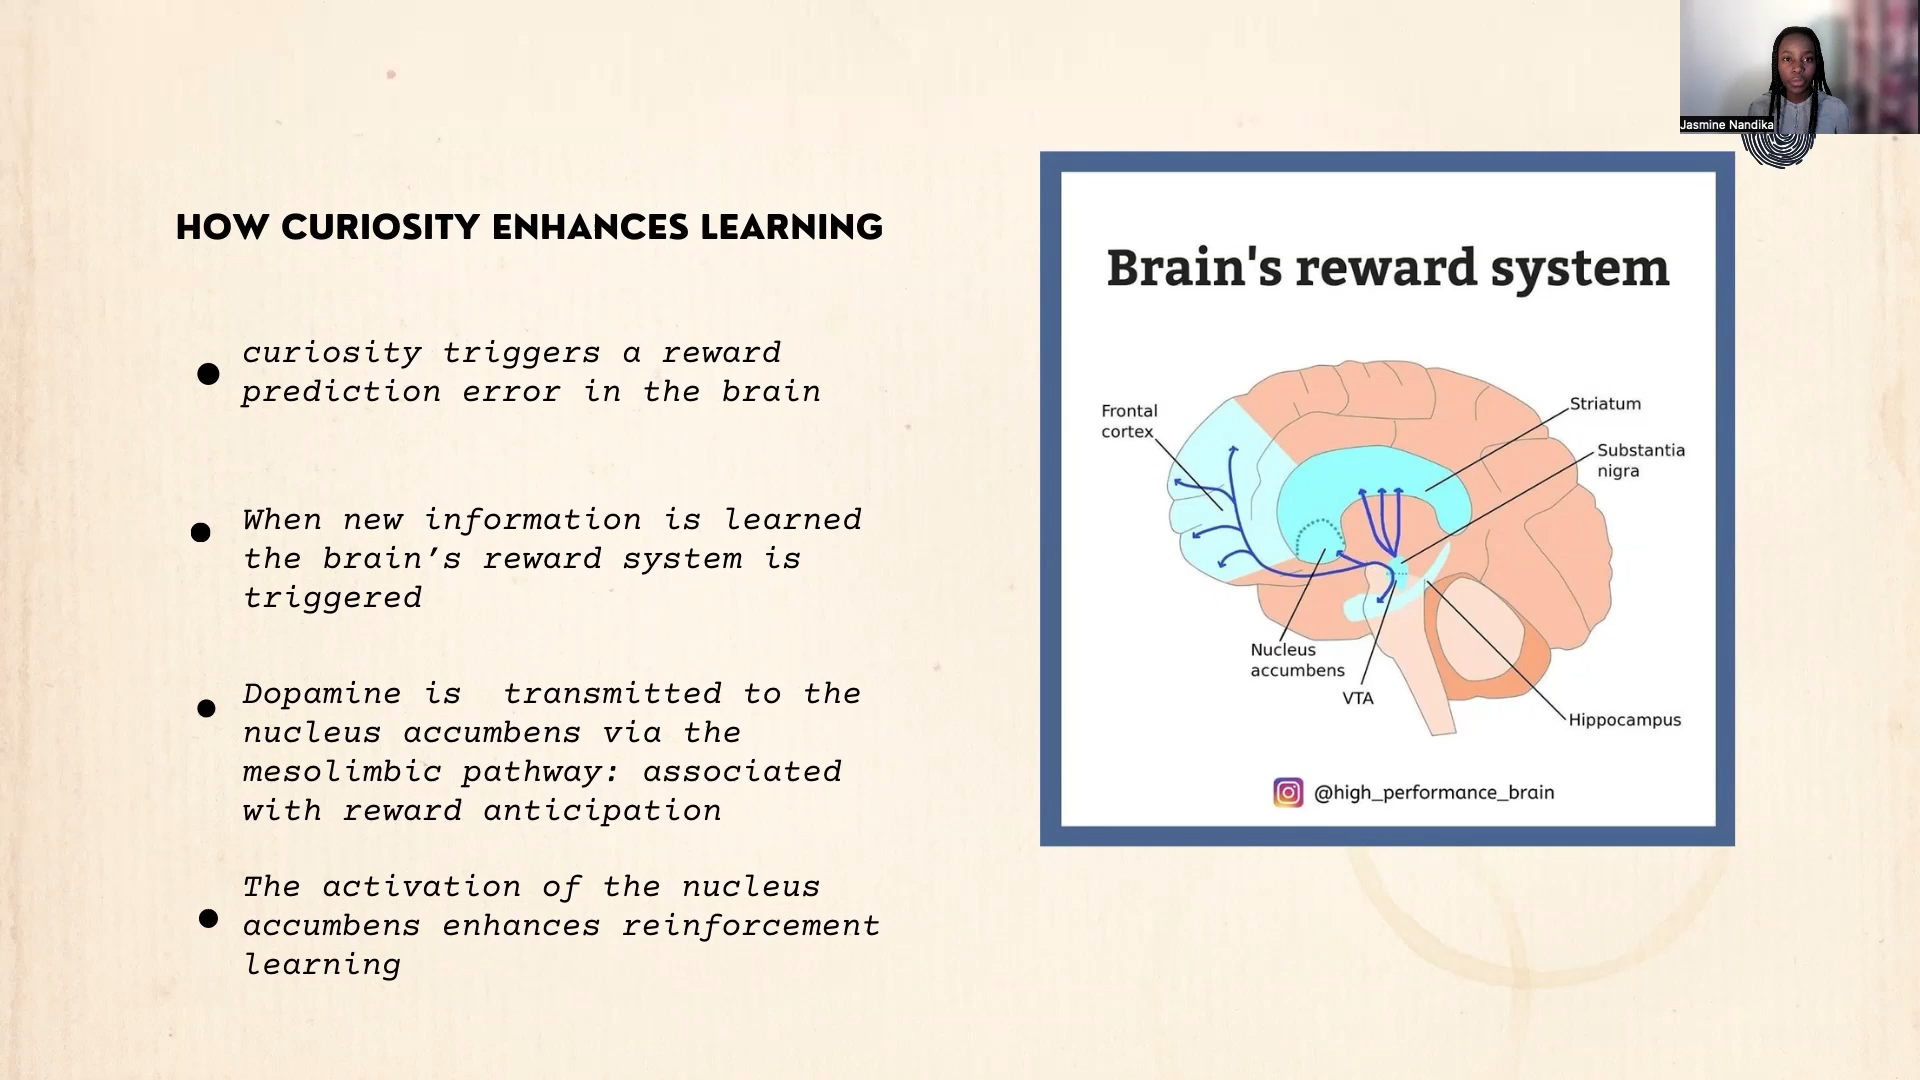 Jasmine Nandika
HOW CURIOSITY ENHANCES LEARNING
curiosity triggers a reward
prediction error in the brain
When new information is learned
the brain’s reward system is
triggered
Dopamine is  transmitted to the
nucleus accumbens via the
mesolimbic pathway: associated
with reward anticipation
The activation of the nucleus
accumbens enhances reinforcement
learning
Brain's reward system
Frontal
cortex
Striatum
Substantia
nigra
Nucleus
accumbens
VTA
Hippocampus
@high_performance_brain